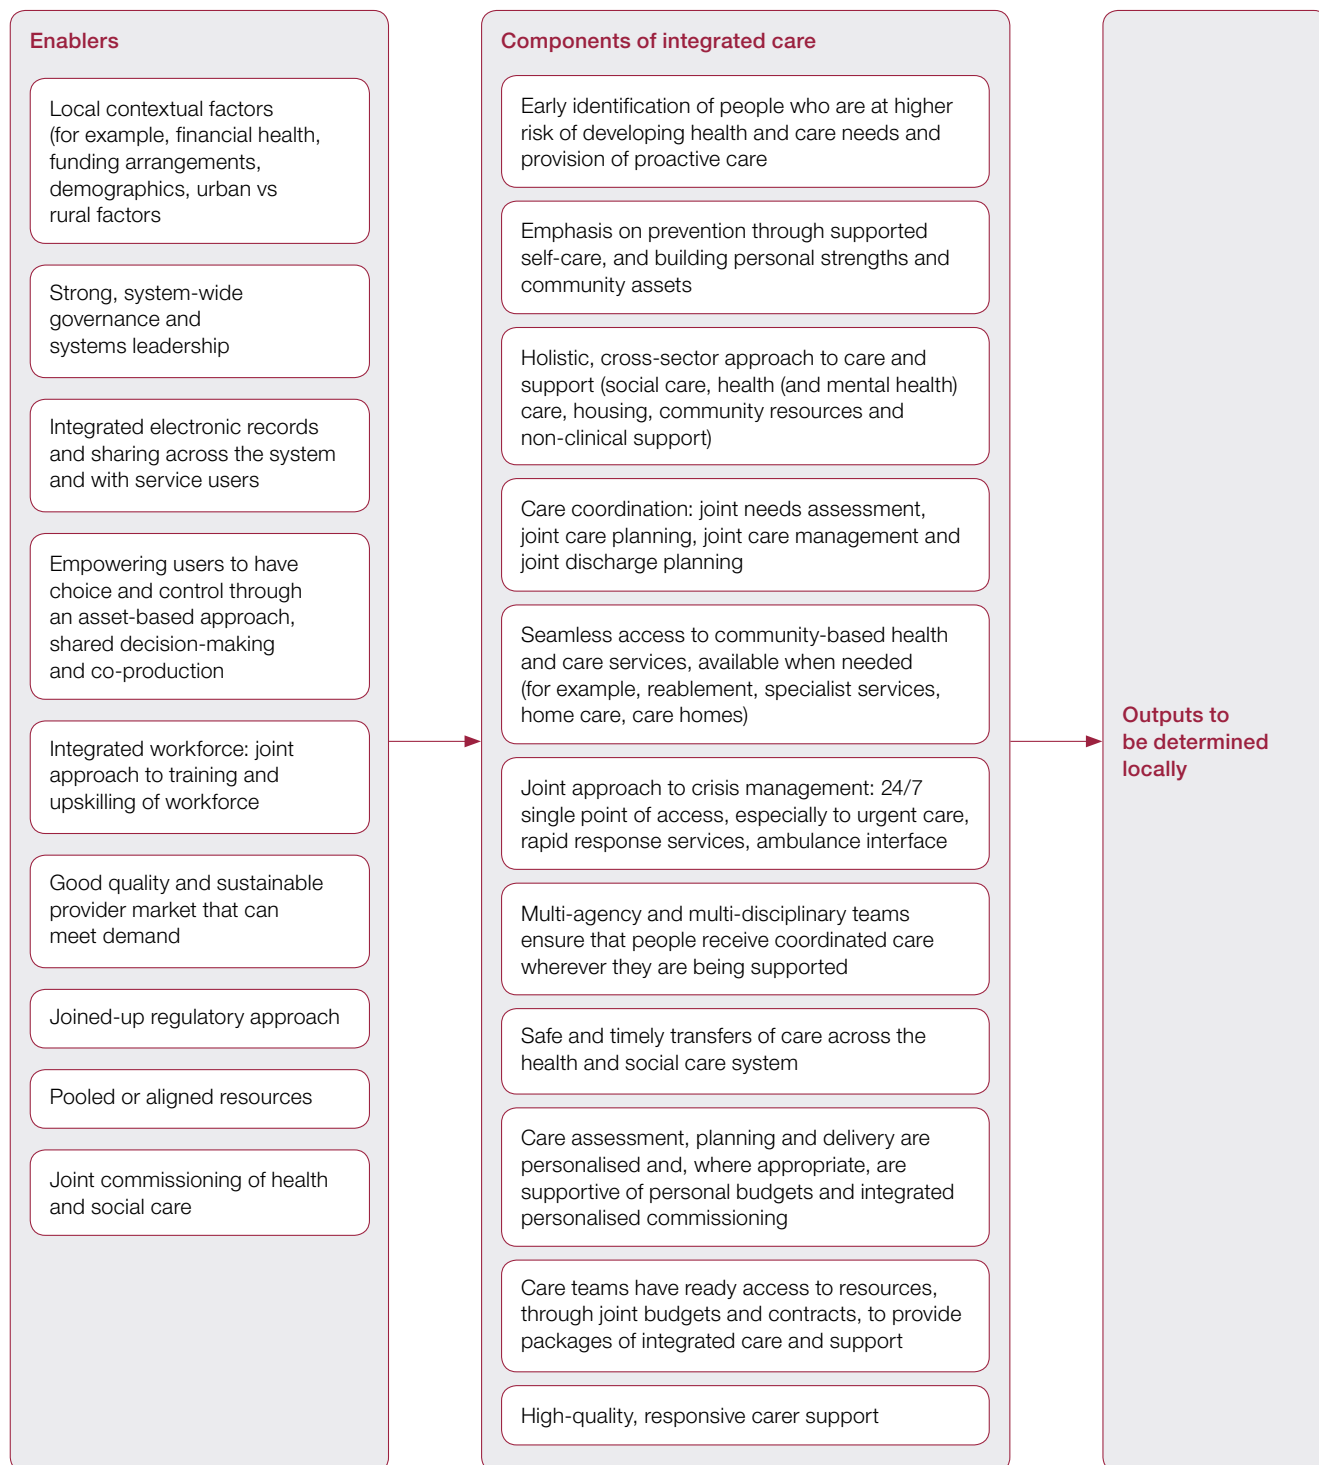 Enablers
Local contextual factors
(for example, financial health,
funding arrangements,
demographics, urban vs
rural factors
Strong, system-wide
governance and
systems leadership
Integrated electronic records
and sharing across the system
and with service users
Empowering users to have
choice and control through
an asset-based approach,
shared decision-making
and co-production
Integrated workforce: joint
approach to training and
upskilling of workforce
Good quality and sustainable
provider market that can
meet demand
Joined-up regulatory approach
Pooled or aligned resources
Joint commissioning of health
and social care
Components of integrated care
Early identification of people who are at higher
risk of developing health and care needs and
provision of proactive care
Emphasis on prevention through supported
self-care, and building personal strengths and
community assets
Holistic, cross-sector approach to care and
support (social care, health (and mental health)
care, housing, community resources and
non-clinical support)
Care coordination: joint needs assessment,
joint care planning, joint care management and
joint discharge planning
Seamless access to community-based health
and care services, available when needed
(for example, reablement, specialist services,
home care, care homes)
Joint approach to crisis management: 24/7
single point of access, especially to urgent care,
rapid response services, ambulance interface
Multi-agency and multi-disciplinary teams
ensure that people receive coordinated care
wherever they are being supported
Safe and timely transfers of care across the
health and social care system
Care assessment, planning and delivery are
personalised and, where appropriate, are
supportive of personal budgets and integrated
personalised commissioning
Care teams have ready access to resources,
through joint budgets and contracts, to provide
packages of integrated care and support
High-quality, responsive carer support
Outputs to
be determined
locally